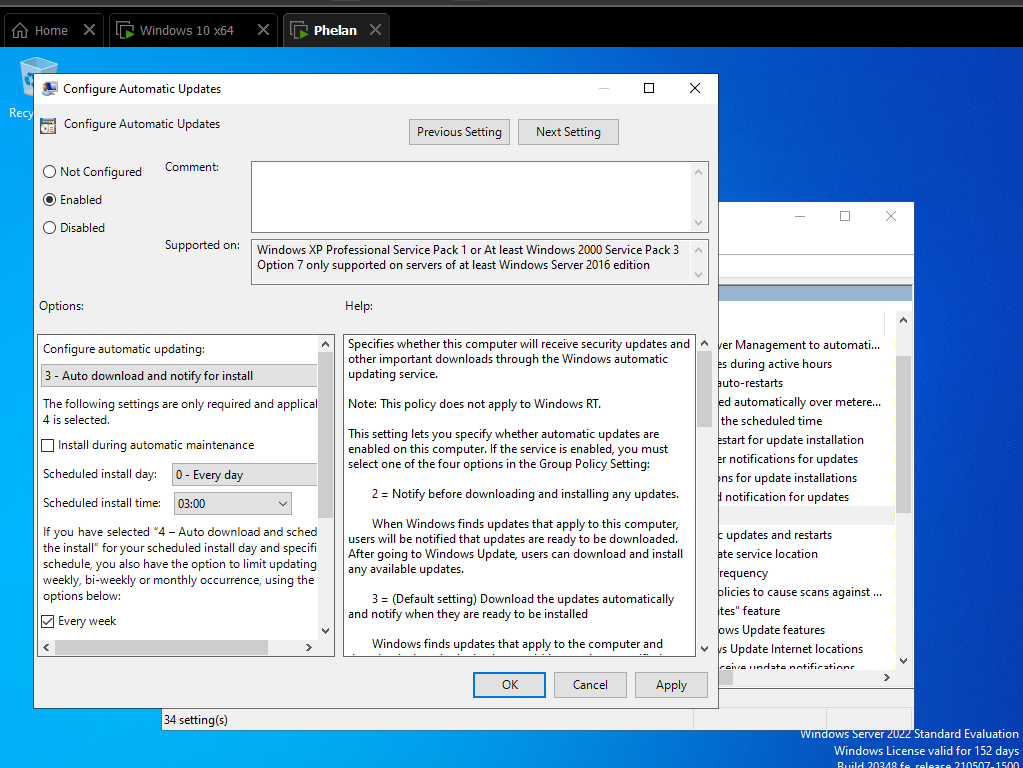 Home
Windows 10 x64
Phelan
Recy
Configure Automatic Updates
Configure Automatic Updates
Previous Setting
Next Setting
Not Configured
Enabled
Disabled
Comment:
Supported on:
Windows XP Professional Service Pack 1 or At least Windows 2000 Service Pack 3
Option 7 only supported on servers of at least Windows Server 2016 edition
Options:
Help:
Configure automatic updating:
3 - Auto download and notify for install
The following settings are only required and applical
4 is selected.
Install during automatic maintenance
Scheduled install day:
0 - Every day
Scheduled install time:
03:00
If you have selected “4 – Auto download and sched
the install” for your scheduled install day and specifi
schedule, you also have the option to limit updating
weekly, bi-weekly or monthly occurrence, using the
options below:
Every week
Specifies whether this computer will receive security updates and
other important downloads through the Windows automatic
updating service.
Note: This policy does not apply to Windows RT.
This setting lets you specify whether automatic updates are
enabled on this computer. If the service is enabled, you must
select one of the four options in the Group Policy Setting:
2 = Notify before downloading and installing any updates.
When Windows finds updates that apply to this computer,
users will be notified that updates are ready to be downloaded.
After going to Windows Update, users can download and install
any available updates.
3 = (Default setting) Download the updates automatically
and notify when they are ready to be installed
Windows finds updates that apply to the computer and
OK
Cancel
Apply
ver Management to automati...
es during active hours
auto-restarts
ed automatically over metere...
the scheduled time
estart for update installation
er notifications for updates
ons for update installations
d notification for updates
c updates and restarts
ate service location
requency
olicies to cause scans against ...
tes" feature
ows Update features
ws Update Internet locations
ceive update notifications
34 setting(s)
Windows Server 2022 Standard Evaluation
Windows License valid for 152 days
Build 20348.fe_release.210507-1500